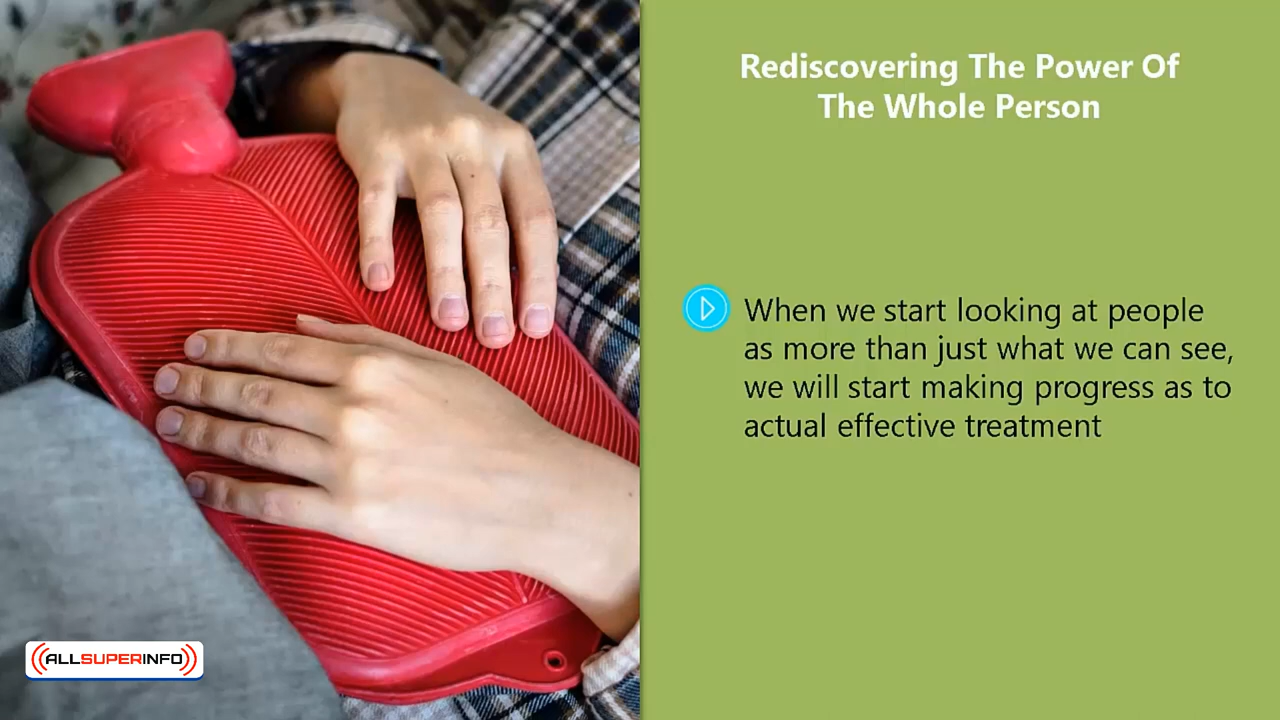 Rediscovering The Power Of
The Whole Person
When we start looking at people
as more than just what we can see,
we will start making progress as to
actual effective treatment
ALLSUPERINFO